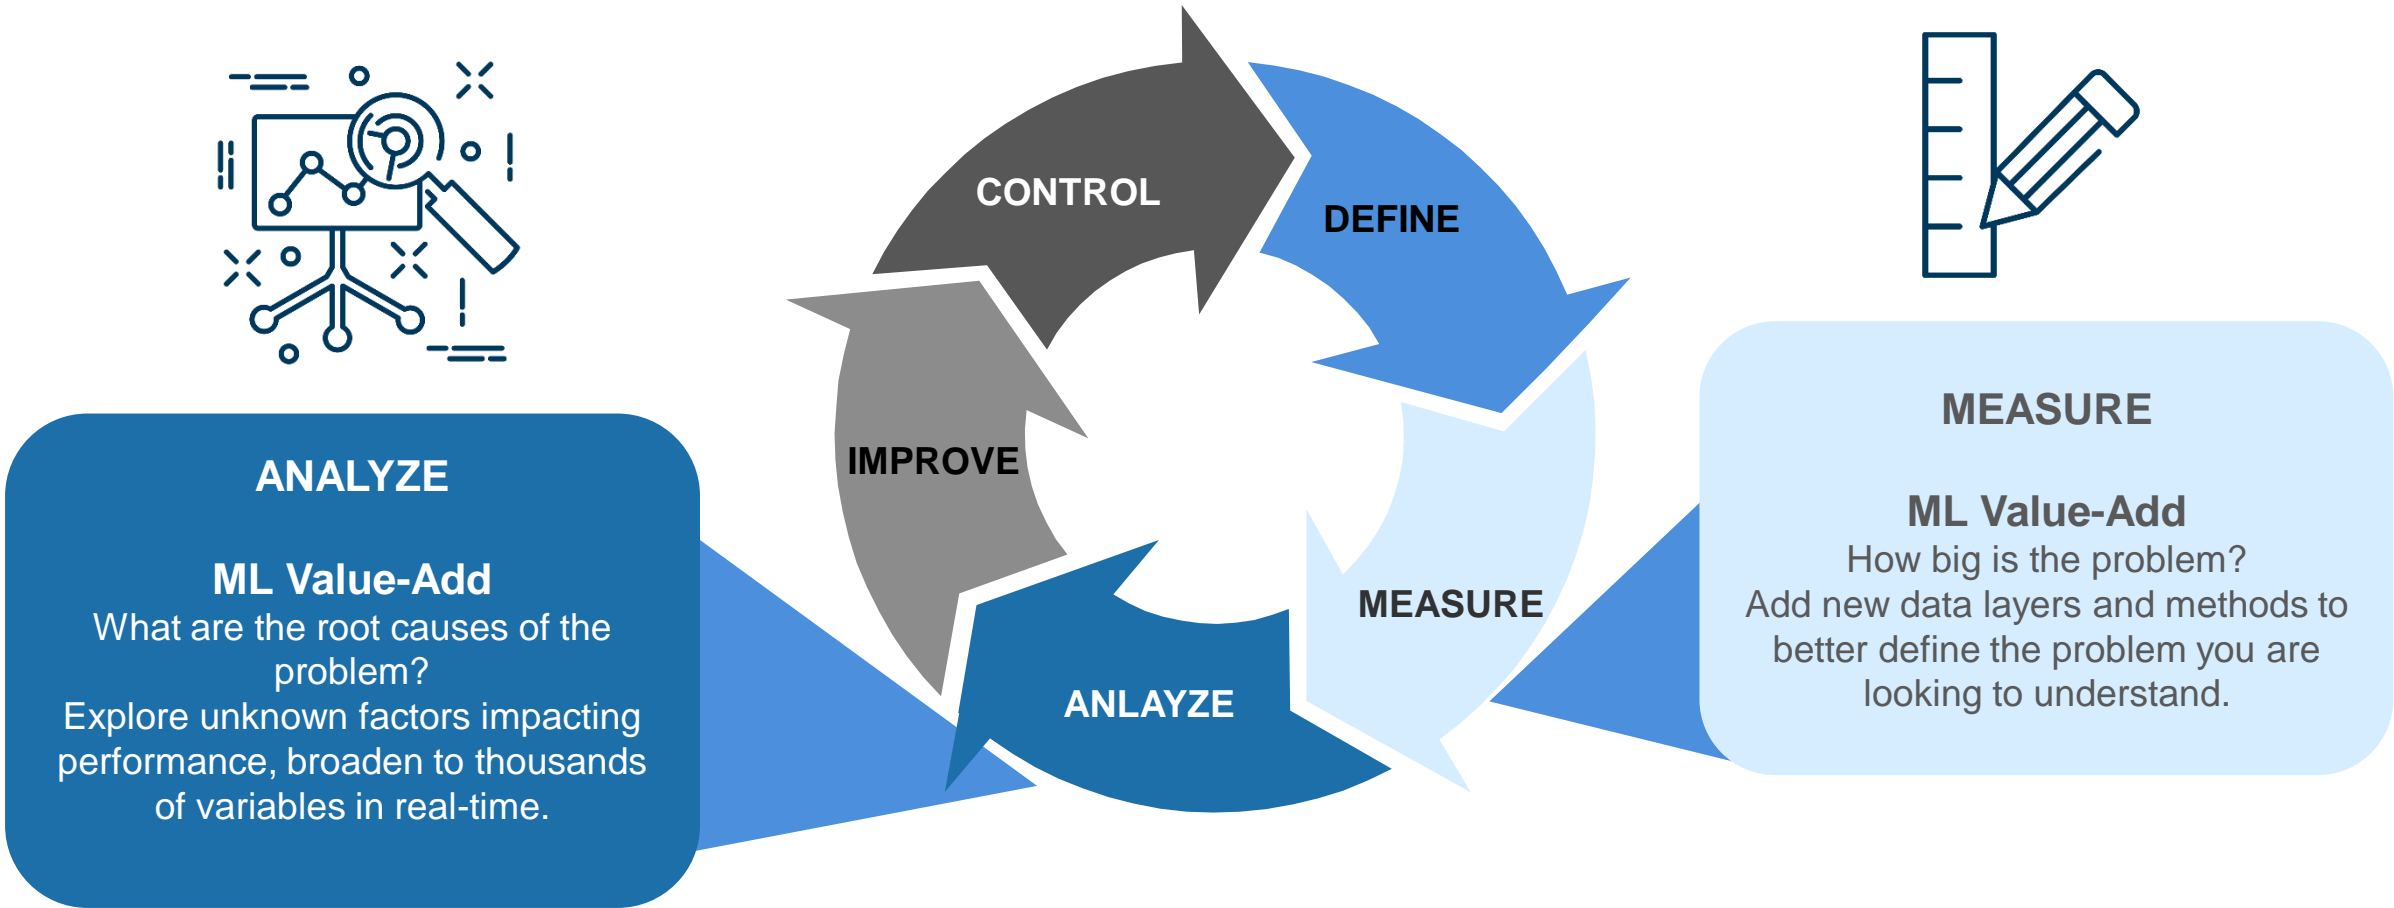 CONTROL
DEFINE
MEASURE
ANLAYZE
IMPROVE
ANALYZE
ML Value-Add
What are the root causes of the
problem?
Explore unknown factors impacting
performance, broaden to thousands
of variables in real-time.
MEASURE
ML Value-Add
How big is the problem?
Add new data layers and methods to
better define the problem you are
looking to understand.